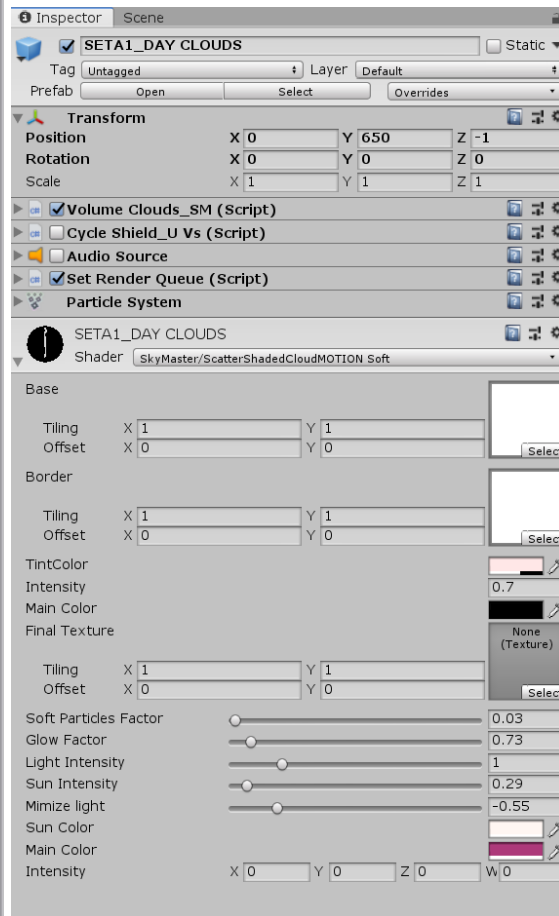 Inspector Scene
SETA1_DAY CLOUDS Static
Tag Untagged Layer Default
Prefab Open Select Overrides
Transform
Position X 0 Y 650 Z -1
Rotation X 0 Y 0 Z 0
Scale X 1 Y 1 Z 1
Volume Clouds_SM (Script)
Cycle Shield_U Vs (Script)
Audio Source
Set Render Queue (Script)
Particle System
SETA1_DAY CLOUDS
Shader SkyMaster/ScatterShadedCloudMOTION Soft
Base
Tiling X 1 Y 1
Offset X 0 Y 0 Select
Border
Tiling X 1 Y 1
Offset X 0 Y 0 Select
TintColor
Intensity 0.7
Main Color
Final Texture None
(Texture)
Tiling X 1 Y 1
Offset X 0 Y 0 Select
Soft Particles Factor 0.03
Glow Factor 0.73
Light Intensity 1
Sun Intensity 0.29
Mimize light -0.55
Sun Color
Main Color
Intensity X 0 Y 0 Z 0 W 0